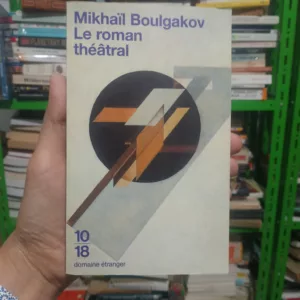 Mikhaïl Boulgakov
Le roman
théâtral
10
18
domaine étranger